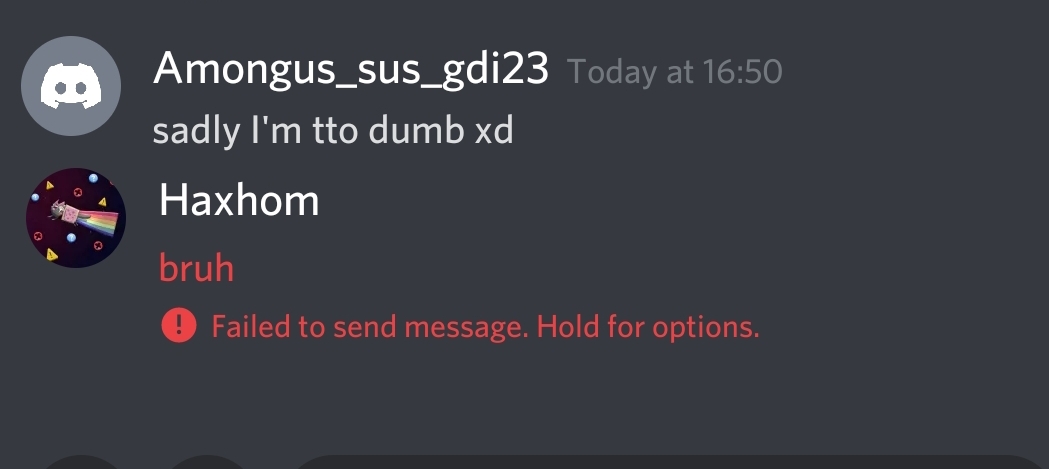 Amongus_sus_gdi23 Today at 16:50
sadly I'm tto dumb xd
Haxhom
bruh
Failed to send message. Hold for options.